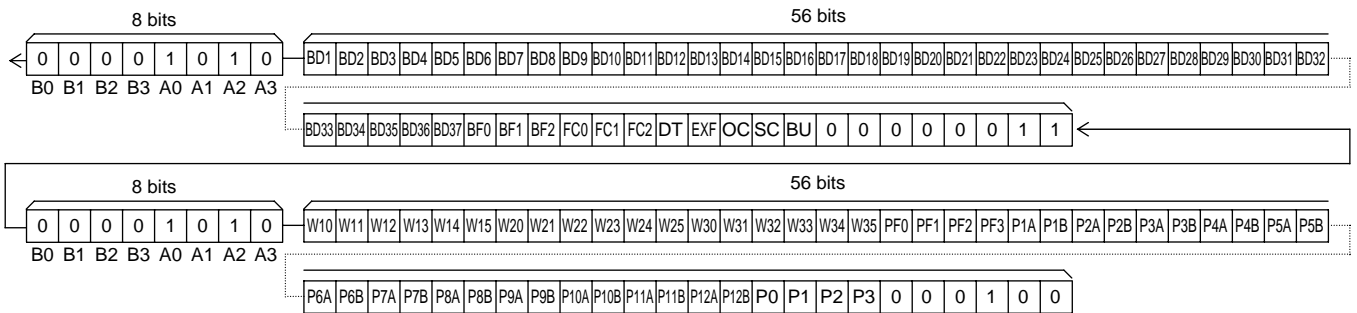 8 bits 56 bits
0 0 0 0 1 0 1 0 BD1 BD2 BD3 BD4 BD5 BD6 BD7 BD8 BD9 BD10 BD11 BD12 BD13 BD14 BD15 BD16 BD17 BD18 BD19 BD20 BD21 BD22 BD23 BD24 BD25 BD26 BD27 BD28 BD29 BD30 BD31 BD32
B0 B1 B2 B3 A0 A1 A2 A3
BD33 BD34 BD35 BD36 BD37 BF0 BF1 BF2 FC0 FC1 FC2 DT EXF OC SC BU 0 0 0 0 0 0 1 1
8 bits 56 bits
0 0 0 0 1 0 1 0 W10 W11 W12 W13 W14 W15 W20 W21 W22 W23 W24 W25 W30 W31 W32 W33 W34 W35 PF0 PF1 PF2 PF3 P1A P1B P2A P2B P3A P3B P4A P4B P5A P5B
B0 B1 B2 B3 A0 A1 A2 A3
P6A P6B P7A P7B P8A P8B P9A P9B P10A P10B P11A P11B P12A P12B P0 P1 P2 P3 0 0 0 1 0 0